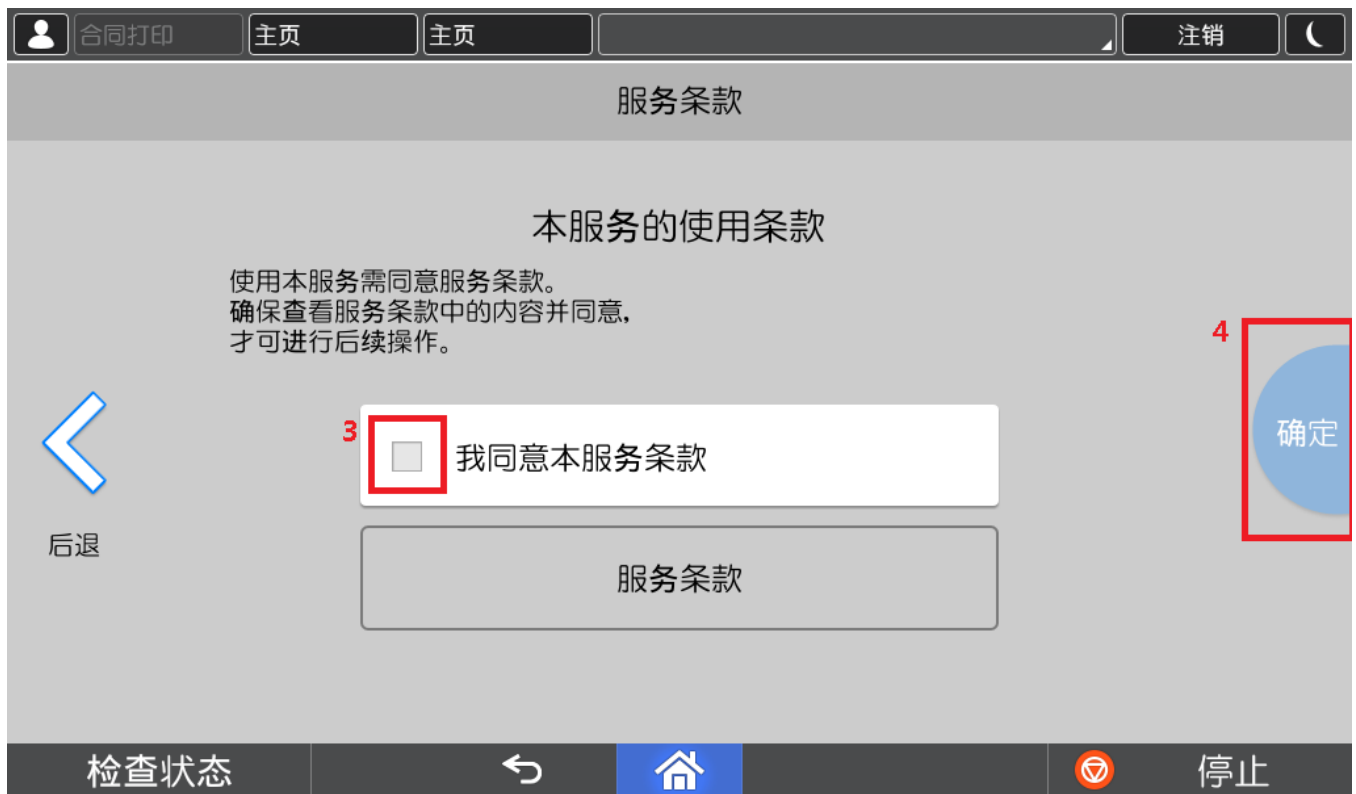 合同打印 主页 主页 注销
服务条款
本服务的使用条款
使用本服务需同意服务条款。
确保查看服务条款中的内容并同意,
才可进行后续操作。
4
确定
3
我同意本服务条款
后退
服务条款
检查状态 停止